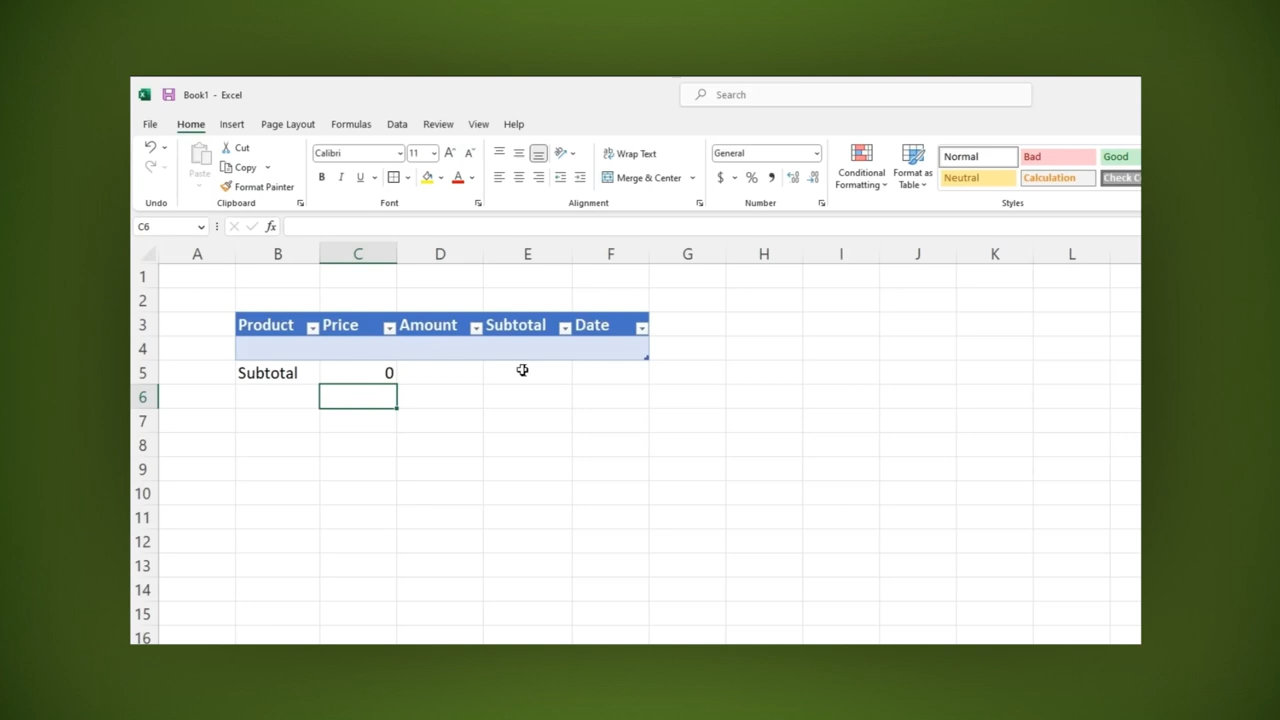 Book1 - Excel
Search
File Home Insert Page Layout Formulas Data Review View Help
Cut
Copy
Format Painter
Paste
Calibri 11
Wrap Text
Merge & Center
General
Conditional Formatting
Format as Table
Normal Bad Good
Neutral Calculation Check C
Undo Clipboard Font Alignment Number Styles
C6 fx
A B C D E F G H I J K L
1
2
3 Product Price Amount Subtotal Date
4
5 Subtotal 0
6
7
8
9
10
11
12
13
14
15
16